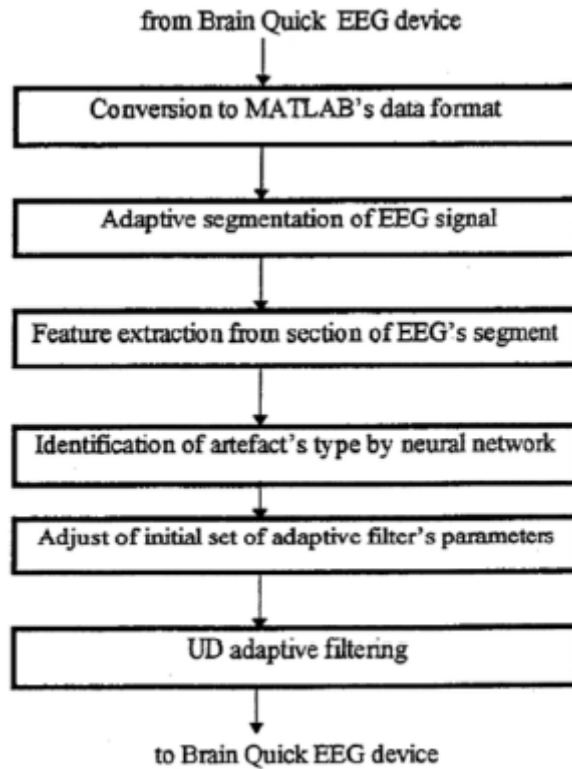 from Brain Quick EEG device
Conversion to MATLAB's data format
Adaptive segmentation of EEG signal
Feature extraction from section of EEG's segment
Identification of artefact's type by neural network
Adjust of initial set of adaptive filter's parameters
UD adaptive filtering
to Brain Quick EEG device